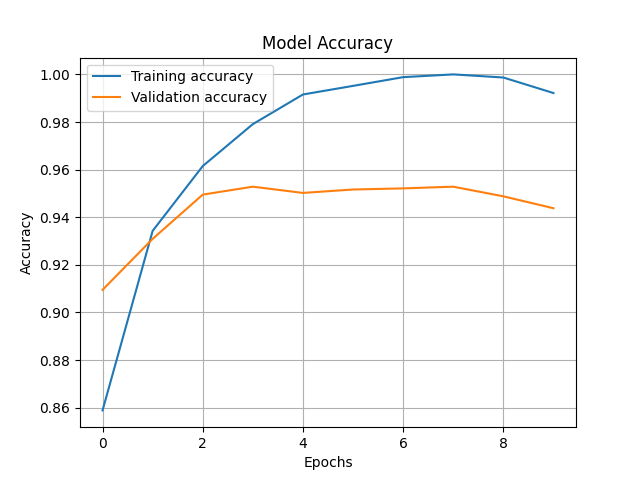 Model Accuracy
Training accuracy
Validation accuracy
1.00
0.98
0.96
0.94
0.92
0.90
0.88
0.86
Accuracy
0 2 4 6 8
Epochs